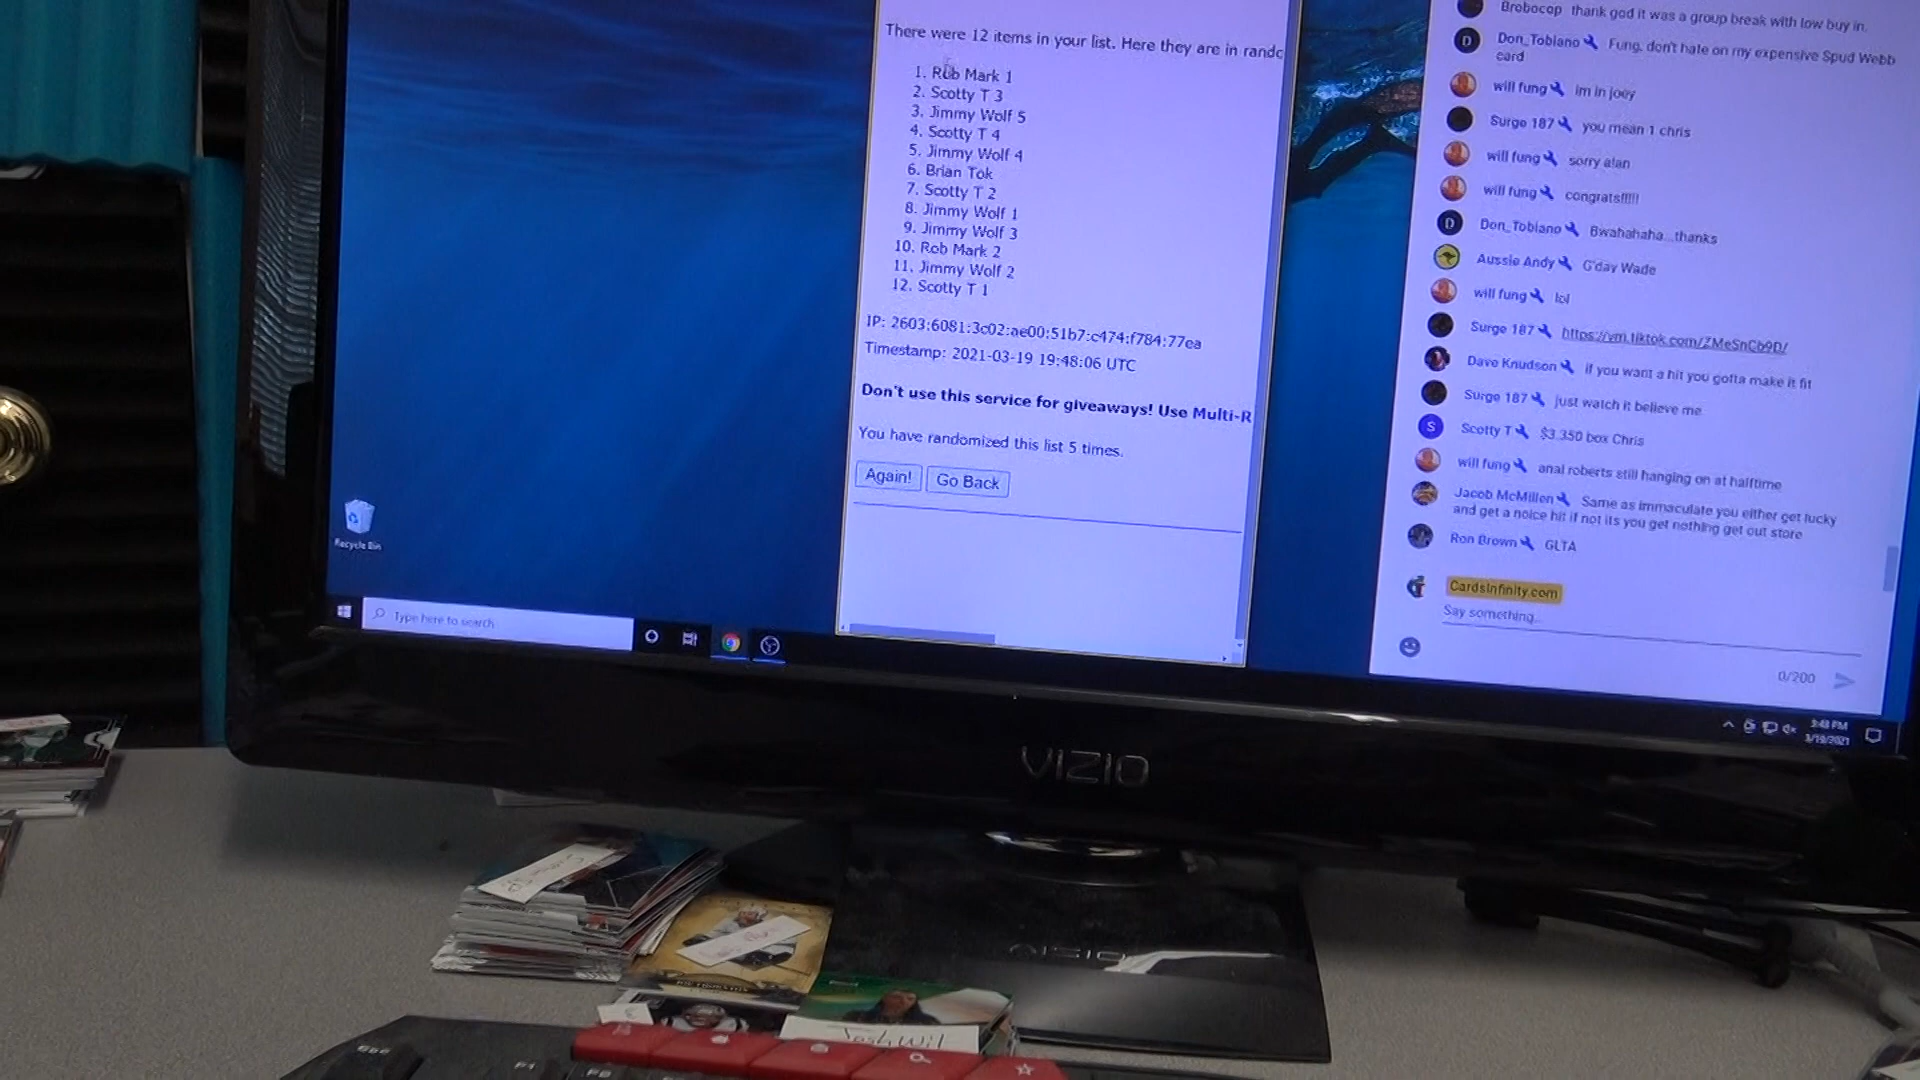 There were 12 items in your list. Here they are in rando
1. Rob Mark 1
2. Scotty T 3
3. Jimmy Wolf 5
4. Scotty T 4
5. Jimmy Wolf 4
6. Brian Tok
7. Scotty T 2
8. Jimmy Wolf 1
9. Jimmy Wolf 3
10. Rob Mark 2
11. Jimmy Wolf 2
12. Scotty T 1
IP: 2603:6081:3c02:ae00:51b7:c474:f784:77ea
Timestamp: 2021-03-19 19:48:06 UTC
Don't use this service for giveaways! Use Multi-R
You have randomized this list 5 times.
Again! Go Back
Brobocop thank god it was a group break with low buy in.
Don_Tobiano Fung, don't hate on my expensive Spud Webb
card
will fung im in joey
Surge 187 you mean 1 chris
will fung sorry alan
will fung congrats!!!!!
Don_Tobiano Bwahahaha...thanks
Aussie Andy G'day Wade
will fung lol
Surge 187 https://vm.tiktok.com/ZMeSnCb9D/
Dave Knudson if you want a hit you gotta make it fit
Surge 187 just watch it believe me
Scotty T $3,350 box Chris
will fung anal roberts still hanging on at halftime
Jacob McMillen Same as immaculate you either get lucky
and get a noice hit if not its you get nothing get out store
Ron Brown GLTA
CardsInfinity.com
Say something...
0/200
Recycle Bin
Type here to search
3:48 PM
3/19/2021
VIZIO
VIZIO
Josh Wil
Esc
F1